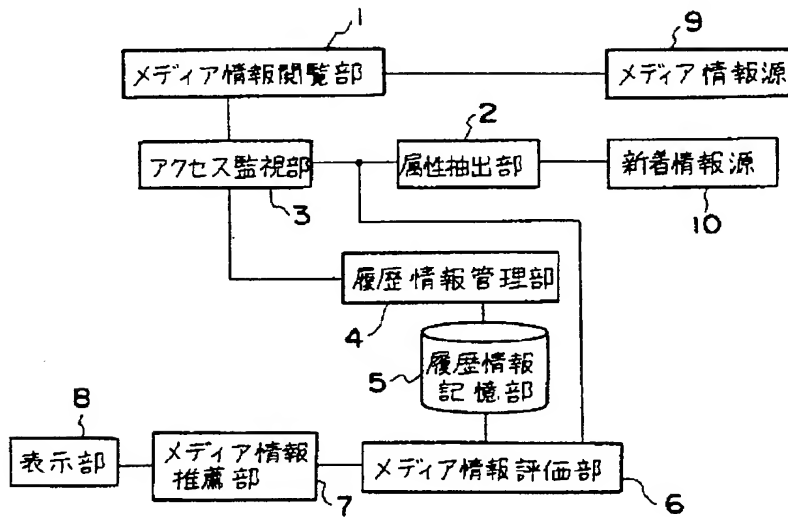 1
9
メディア情報閲覧部
メディア情報源
2
アクセス監視部
属性抽出部
新着情報源
3
10
履歴情報管理部
4
5
履歴情報
記憶部
8
表示部
メディア情報
推薦部
メディア情報評価部
7
6